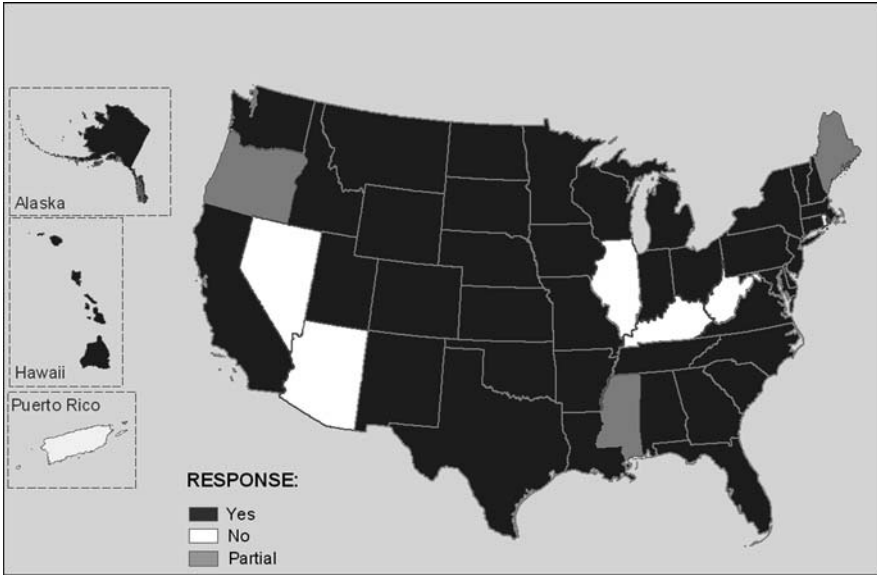 Alaska
Hawaii
Puerto Rico
RESPONSE:
Yes
No
Partial